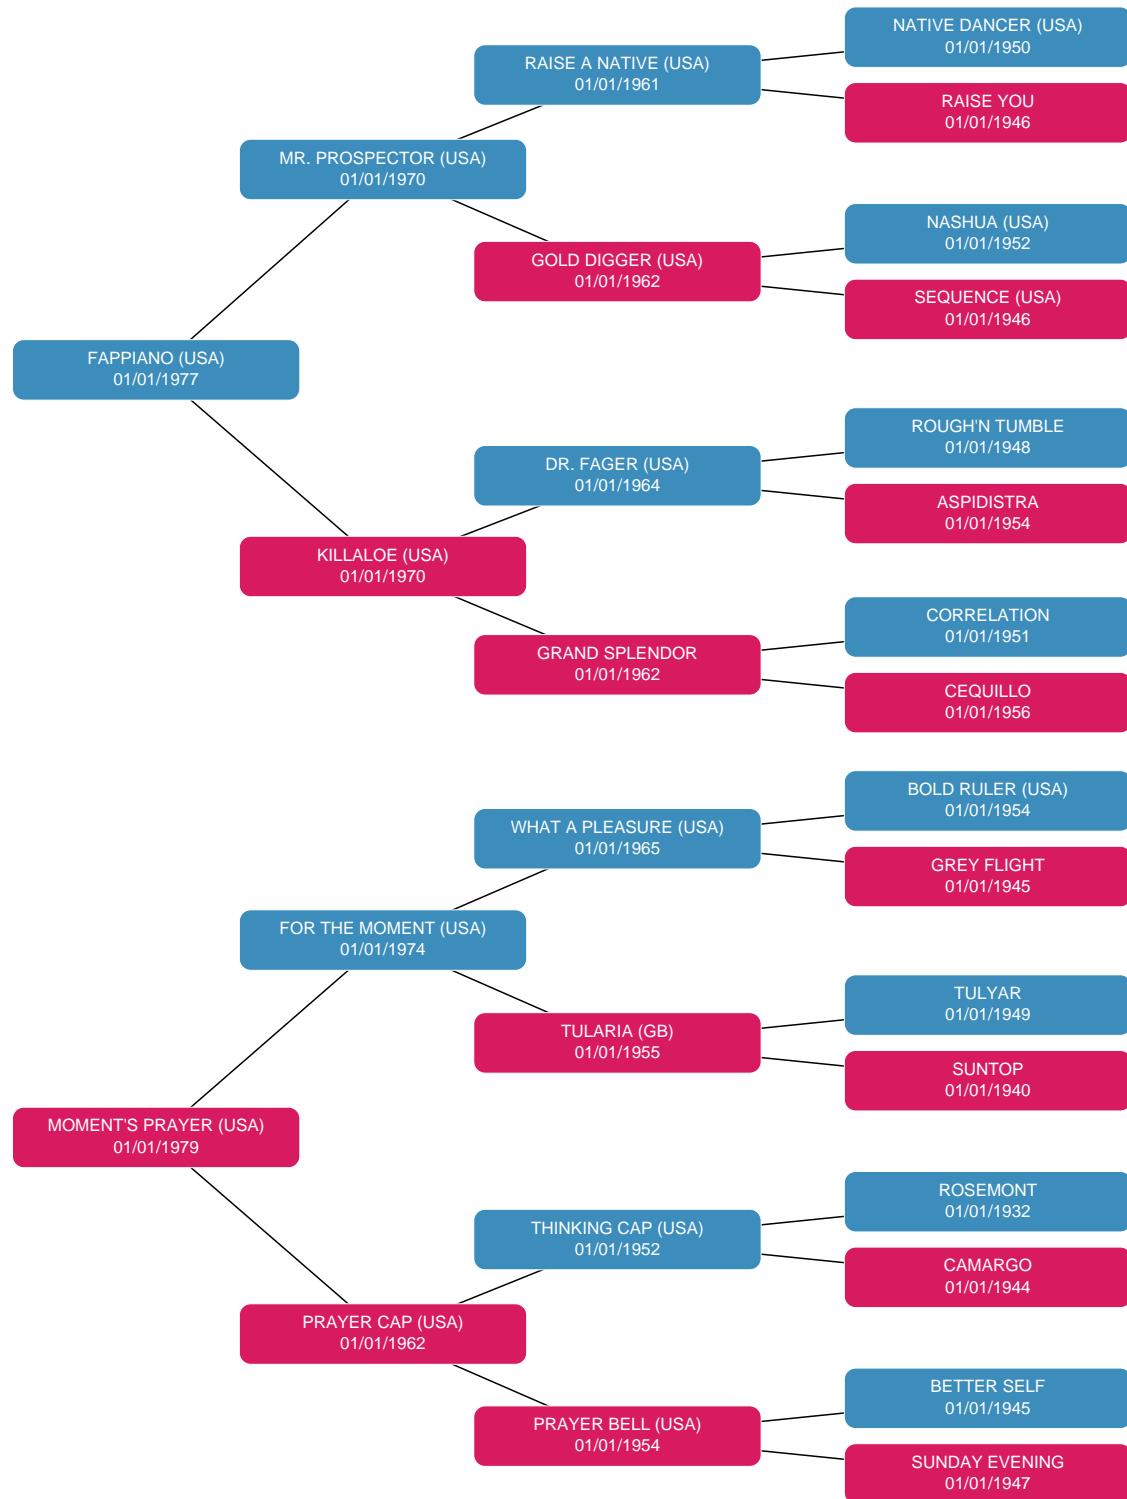 NATIVE DANCER (USA)
01/01/1950
RAISE A NATIVE (USA)
01/01/1961
RAISE YOU
01/01/1946
MR. PROSPECTOR (USA)
01/01/1970
NASHUA (USA)
01/01/1952
GOLD DIGGER (USA)
01/01/1962
SEQUENCE (USA)
01/01/1946
FAPPIANO (USA)
01/01/1977
ROUGH'N TUMBLE
01/01/1948
DR. FAGER (USA)
01/01/1964
ASPIDISTRA
01/01/1954
KILLALOE (USA)
01/01/1970
CORRELATION
01/01/1951
GRAND SPLENDOR
01/01/1962
CEQUILLO
01/01/1956
BOLD RULER (USA)
01/01/1954
WHAT A PLEASURE (USA)
01/01/1965
GREY FLIGHT
01/01/1945
FOR THE MOMENT (USA)
01/01/1974
TULYAR
01/01/1949
TULARIA (GB)
01/01/1955
SUNTOP
01/01/1940
MOMENT'S PRAYER (USA)
01/01/1979
ROSEMONT
01/01/1932
THINKING CAP (USA)
01/01/1952
CAMARGO
01/01/1944
PRAYER CAP (USA)
01/01/1962
BETTER SELF
01/01/1945
PRAYER BELL (USA)
01/01/1954
SUNDAY EVENING
01/01/1947